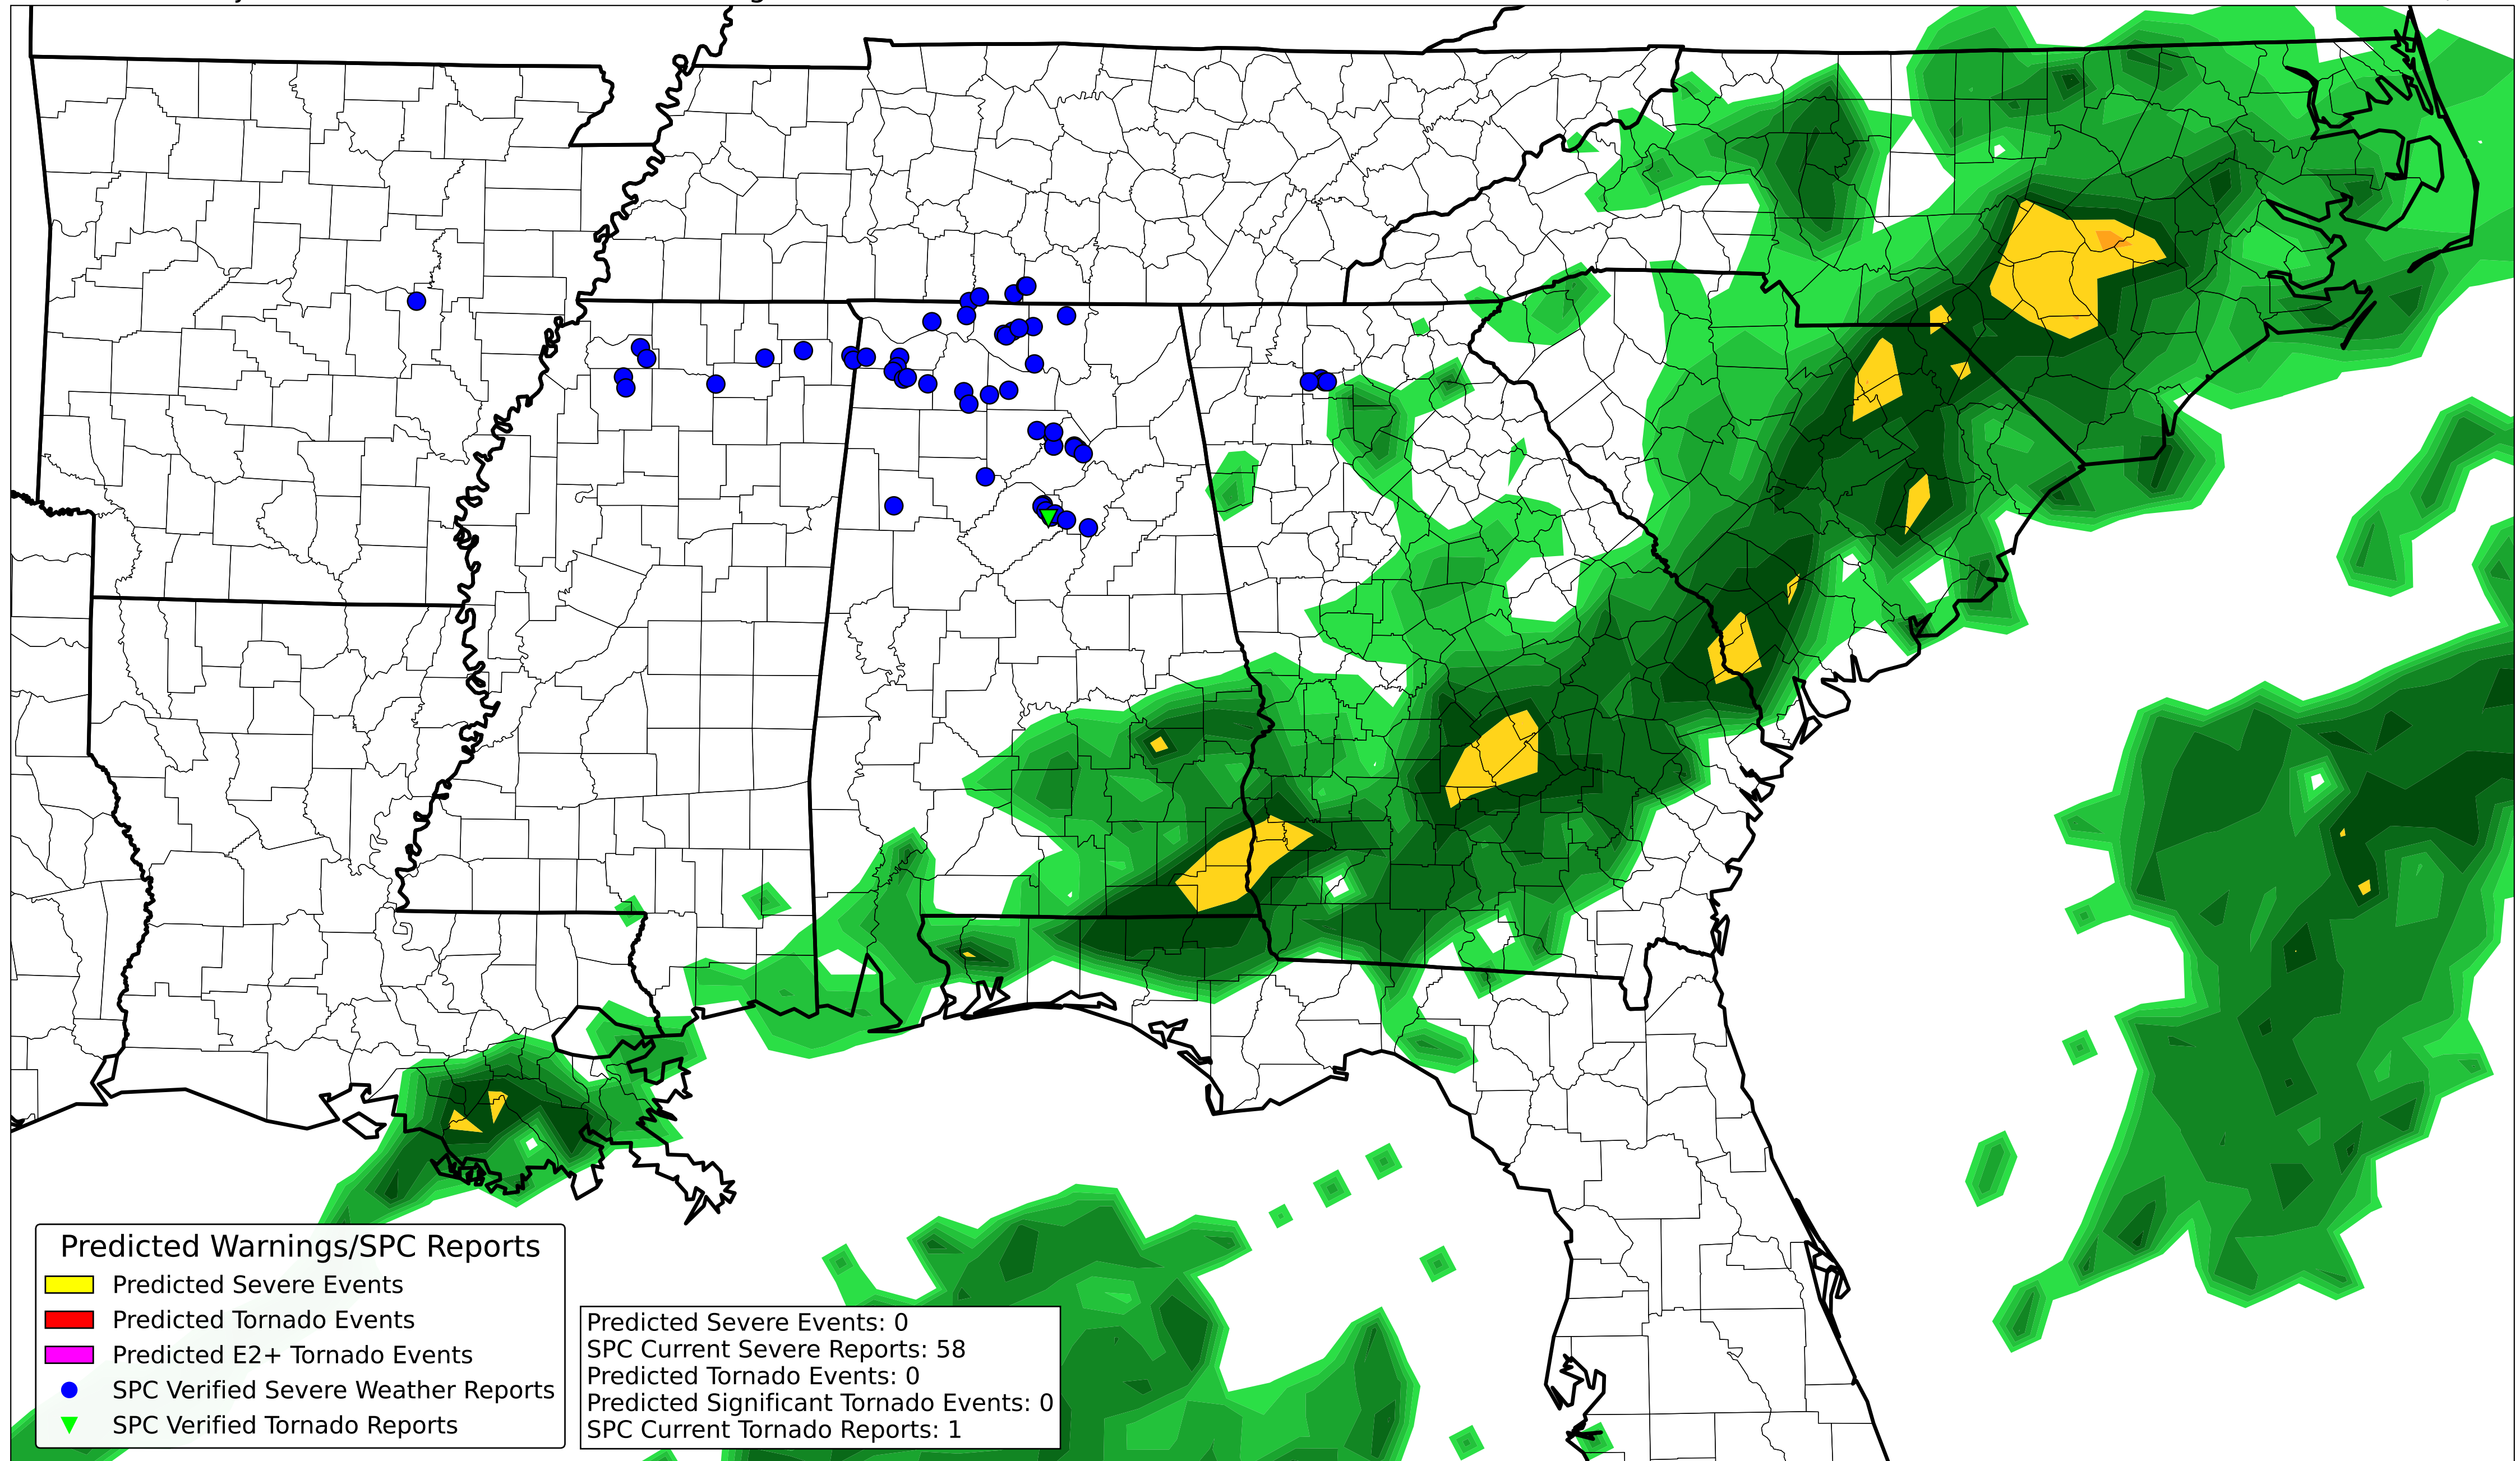 Predicted Warnings/SPC Reports
Predicted Severe Events
Predicted Tornado Events
Predicted E2+ Tornado Events
SPC Verified Severe Weather Reports
SPC Verified Tornado Reports
Predicted Severe Events: 0
SPC Current Severe Reports: 58
Predicted Tornado Events: 0
Predicted Significant Tornado Events: 0
SPC Current Tornado Reports: 1